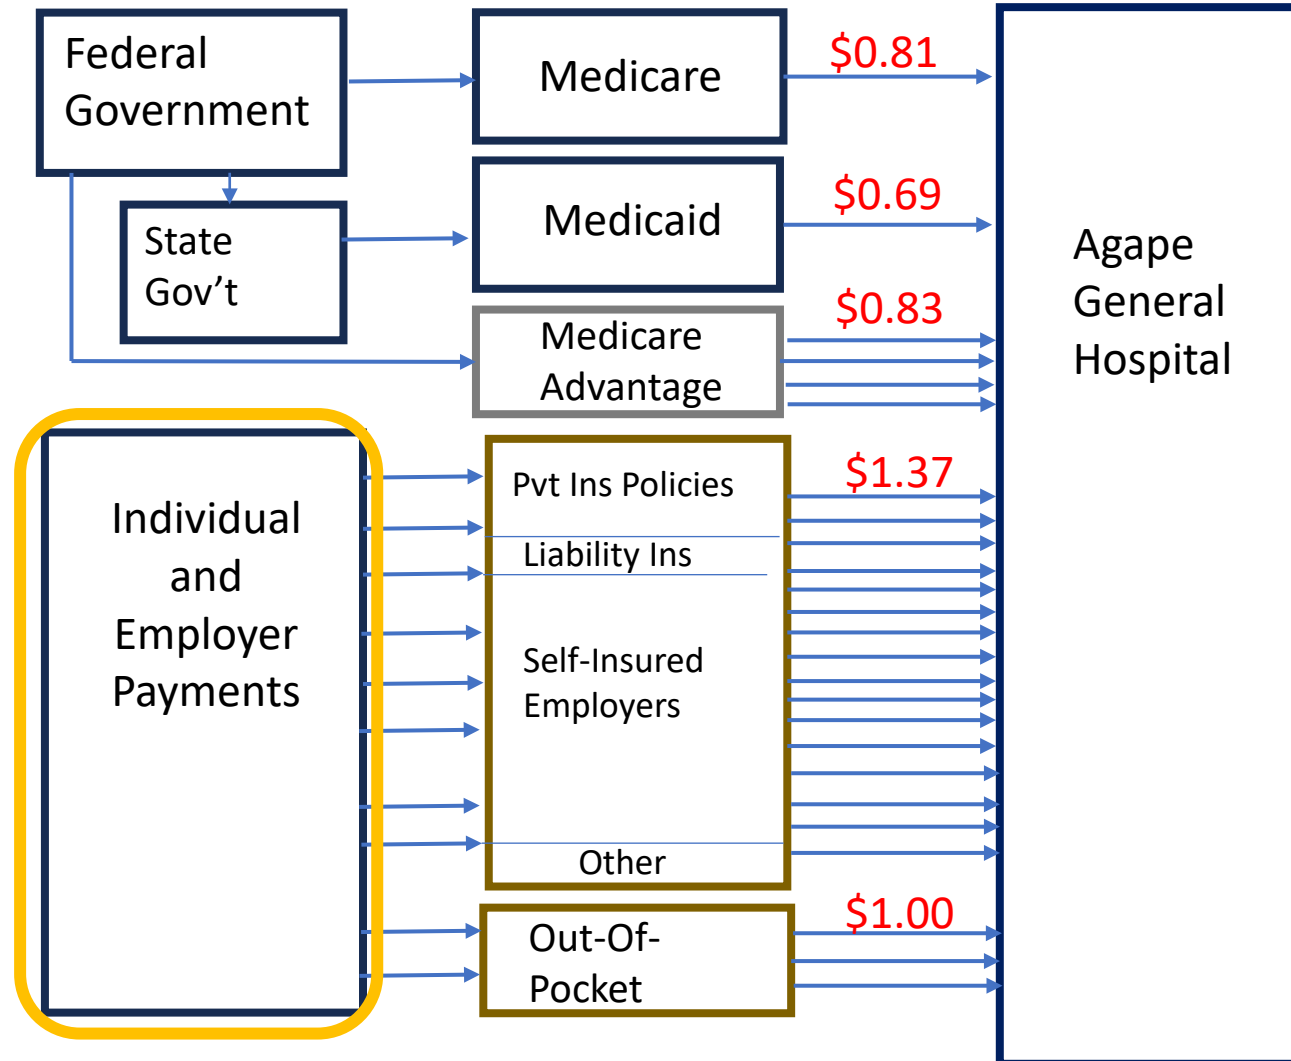 Federal
Government
Medicare
$0.81
State
Gov’t
Medicaid
$0.69
Medicare
Advantage
$0.83
Agape
General
Hospital
Individual
and
Employer
Payments
Pvt Ins Policies
$1.37
Liability Ins
Self-Insured
Employers
Other
Out-Of-
Pocket
$1.00